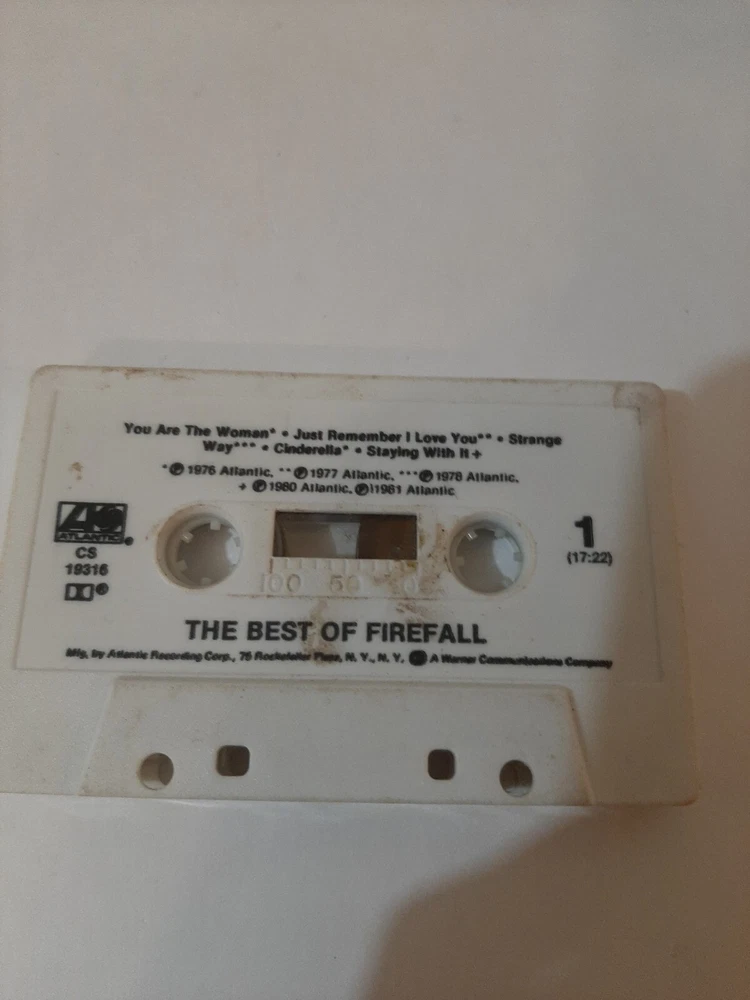 You Are The Woman* • Just Remember I Love You** • Strange
Way*** • Cinderella* • Staying With It +
*℗ 1976 Atlantic, **℗ 1977 Atlantic, ***℗ 1978 Atlantic,
+ ℗ 1980 Atlantic, ℗ 1981 Atlantic
ATLANTIC
CS
19316
1
(17:22)
100 50 0
THE BEST OF FIREFALL
Mfg. by Atlantic Recording Corp., 75 Rockefeller Plaza, N. Y., N. Y. A Warner Communications Company